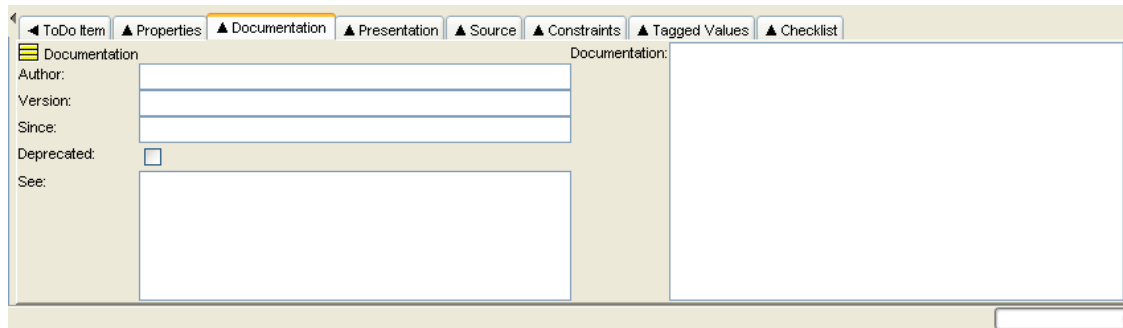 ToDo Item Properties Documentation Presentation Source Constraints Tagged Values Checklist
Documentation Documentation:
Author:
Version:
Since:
Deprecated:
See: